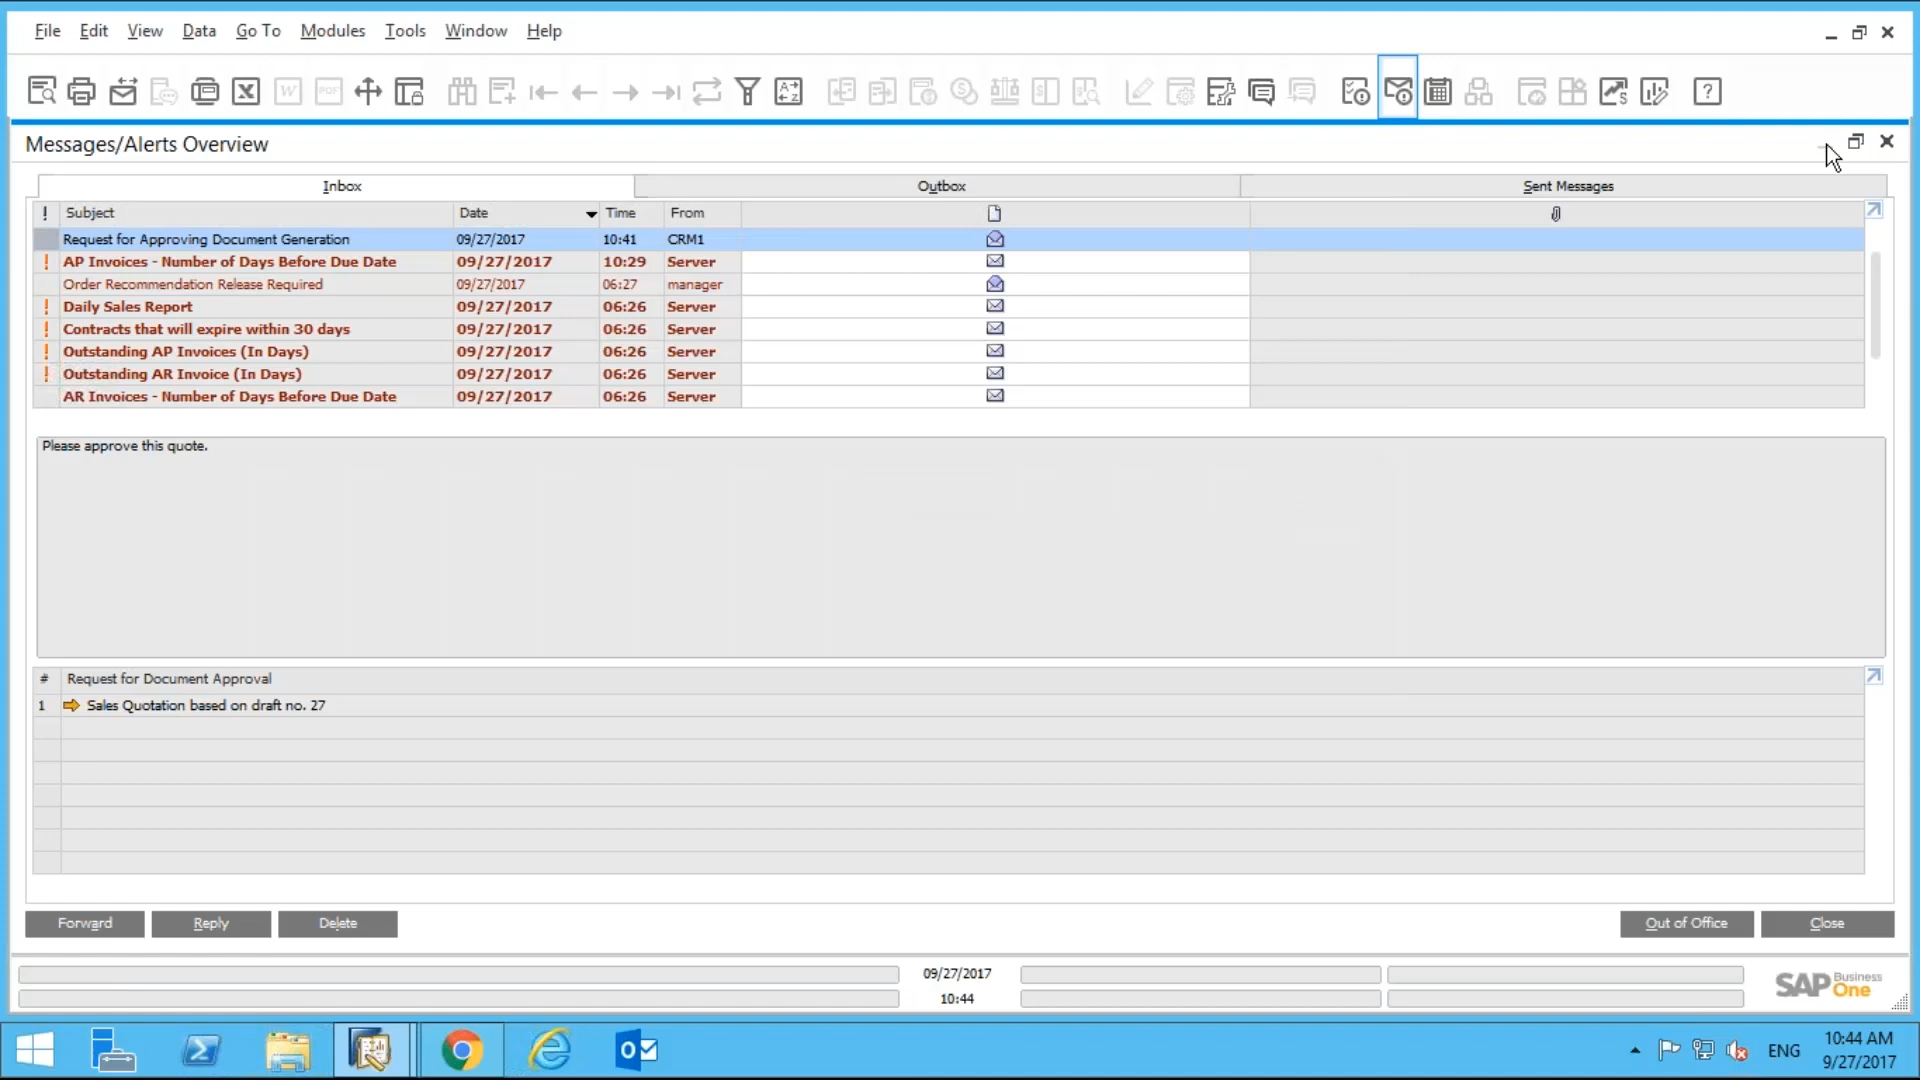 File Edit View Data Go To Modules Tools Window Help
Messages/Alerts Overview
Inbox Outbox Sent Messages
! Subject Date Time From
Request for Approving Document Generation 09/27/2017 10:41 CRM1
! AP Invoices - Number of Days Before Due Date 09/27/2017 10:29 Server
Order Recommendation Release Required 09/27/2017 06:27 manager
! Daily Sales Report 09/27/2017 06:26 Server
! Contracts that will expire within 30 days 09/27/2017 06:26 Server
! Outstanding AP Invoices (In Days) 09/27/2017 06:26 Server
! Outstanding AR Invoice (In Days) 09/27/2017 06:26 Server
AR Invoices - Number of Days Before Due Date 09/27/2017 06:26 Server
Please approve this quote.
# Request for Document Approval
1 Sales Quotation based on draft no. 27
Forward Reply Delete Out of Office Close
09/27/2017
10:44
SAP Business One
ENG 10:44 AM
9/27/2017